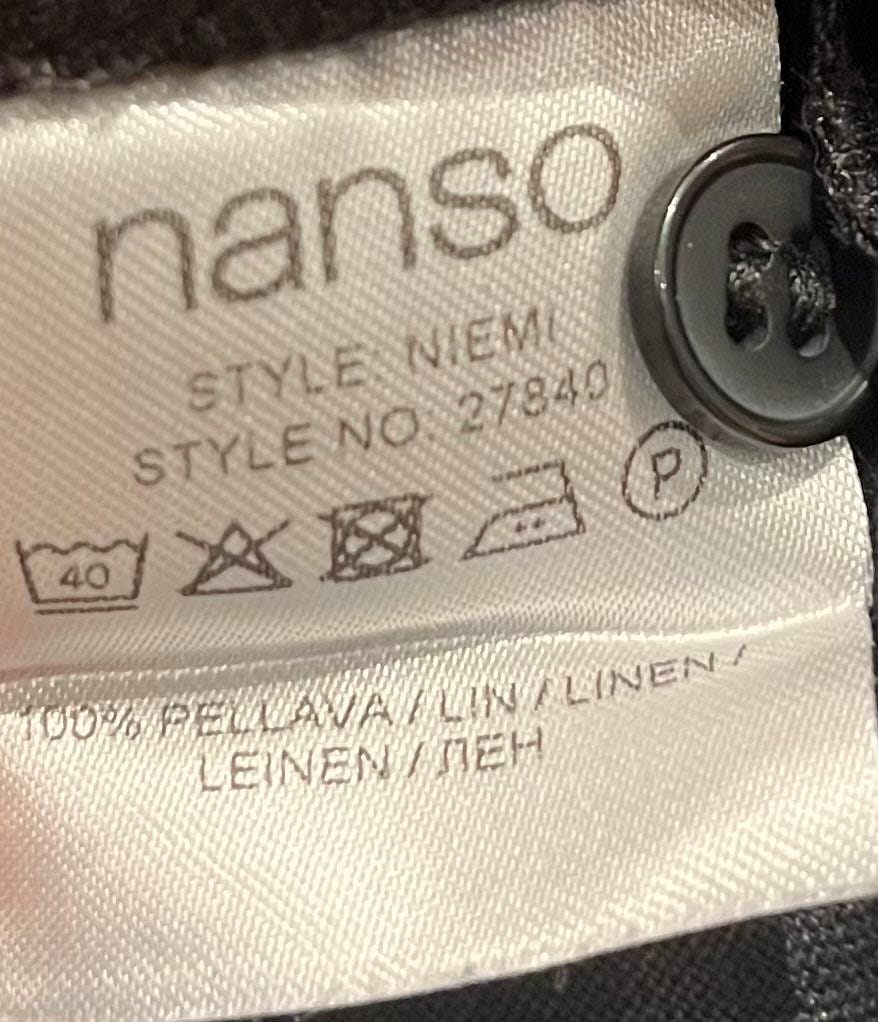 nanso
STYLE: NIEMI
STYLE NO: 27840
40 P
100% PELLAVA / LIN / LINEN /
LEINEN / ЛЕН